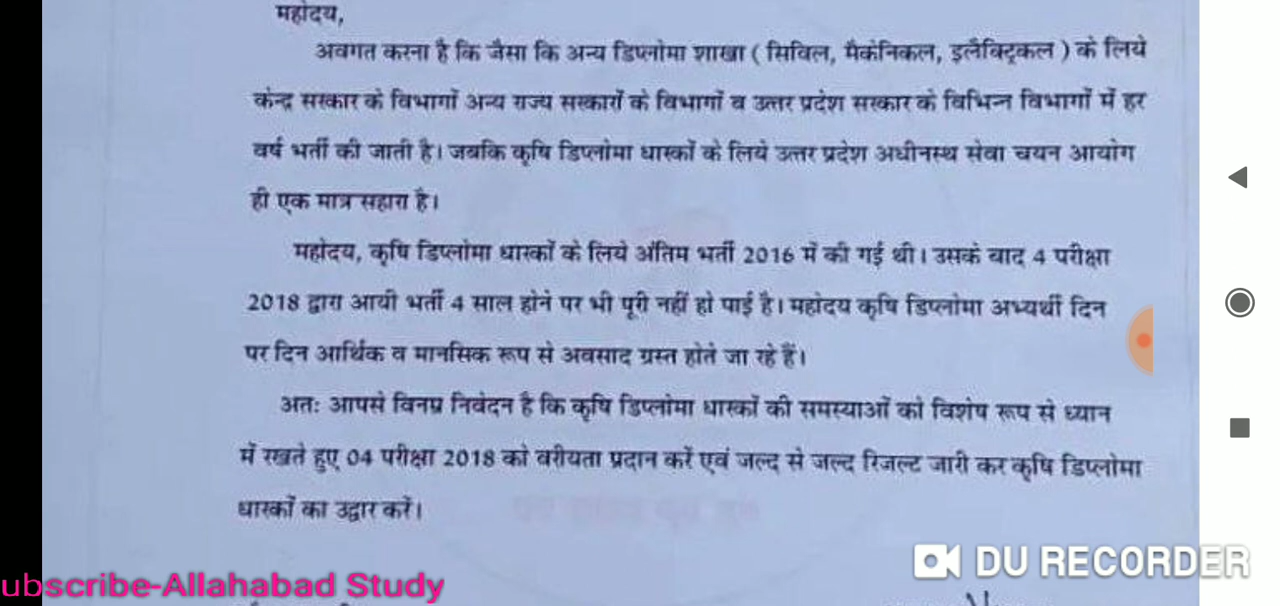 महोदय,
अवगत करना है कि जैसा कि अन्य डिप्लोमा शाखा ( सिविल, मैकेनिकल, इलैक्ट्रिकल ) के लिये
केन्द्र सरकार के विभागों अन्य राज्य सरकारों के विभागों व उत्तर प्रदेश सरकार के विभिन्न विभागों में हर
वर्ष भर्ती की जाती है। जबकि कृषि डिप्लोमा धारकों के लिये उत्तर प्रदेश अधीनस्थ सेवा चयन आयोग
ही एक मात्र सहारा है।
महोदय, कृषि डिप्लोमा धारकों के लिये अंतिम भर्ती 2016 में की गई थी। उसके बाद 4 परीक्षा
2018 द्वारा आयी भर्ती 4 साल होने पर भी पूरी नहीं हो पाई है। महोदय कृषि डिप्लोमा अभ्यर्थी दिन
पर दिन आर्थिक व मानसिक रूप से अवसाद ग्रस्त होते जा रहे हैं।
अतः आपसे विनम्र निवेदन है कि कृषि डिप्लोमा धारकों की समस्याओं को विशेष रूप से ध्यान
में रखते हुए 04 परीक्षा 2018 को वरीयता प्रदान करें एवं जल्द से जल्द रिजल्ट जारी कर कृषि डिप्लोमा
धारकों का उद्वार करें।
DU RECORDER
ubscribe-Allahabad Study